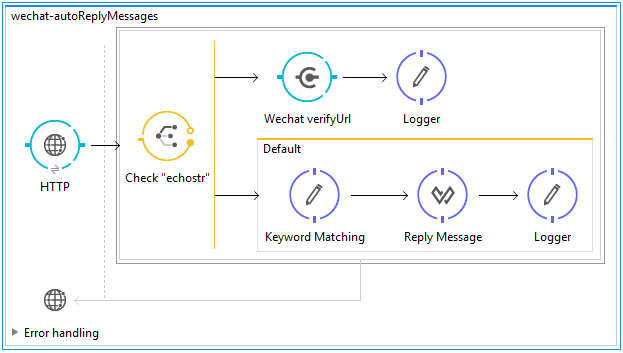 wechat-autoReplyMessages
Wechat verifyUrl
Logger
HTTP
Check "echostr"
Default
Keyword Matching
Reply Message
Logger
Error handling